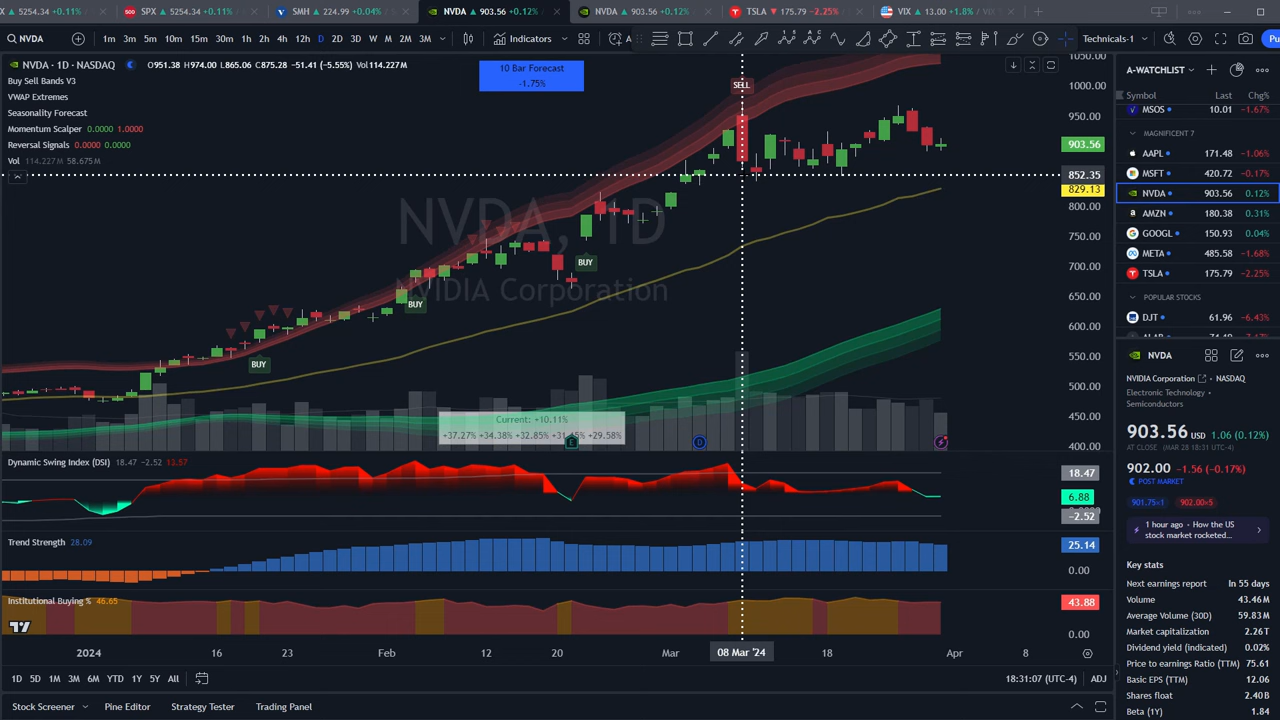 A 5254.34 +0.11%
SPX 5254.34 +0.11%
SMH 224.99 +0.04%
NVDA 903.56 +0.12%
NVDA 903.56 +0.12%
TSLA 175.79 −2.25%
VIX 13.00 +1.8%
NVDA
1m 3m 5m 10m 15m 30m 1h 2h 4h 12h D 2D 3D W M 2M 3M
Indicators
Technicals-1
NVDA · 1D · NASDAQ O951.38 H974.00 L865.06 C875.28 −51.41 (−5.55%) Vol114.227M
Buy Sell Bands V3
VWAP Extremes
Seasonality Forecast
Momentum Scalper 0.0000 1.0000
Reversal Signals 0.0000 0.0000
Vol 114.227M 58.675M
10 Bar Forecast
-1.75%
SELL
BUY
BUY
BUY
NVDA, 1D
NVIDIA Corporation
Current: +10.11%
+37.27% +34.38% +32.85% +31.45% +29.58%
E
D
1050.00
1000.00
950.00
903.56
852.35
829.13
800.00
750.00
700.00
650.00
600.00
550.00
500.00
450.00
400.00
Dynamic Swing Index (DSI) 18.47 −2.52 13.57
18.47
6.88
−2.52
Trend Strength 28.09
25.14
0.00
Institutional Buying % 46.65
43.88
0.00
2024 16 23 Feb 12 20 Mar 08 Mar '24 18 Apr 8
1D 5D 1M 3M 6M YTD 1Y 5Y All
18:31:07 (UTC-4) ADJ
Stock Screener Pine Editor Strategy Tester Trading Panel
A-WATCHLIST
Symbol Last Chg%
MSOS 10.01 −1.67%
MAGNIFICENT 7
AAPL 171.48 −1.06%
MSFT 420.72 −0.17%
NVDA 903.56 0.12%
AMZN 180.38 0.31%
GOOGL 150.93 0.04%
META 485.58 −1.68%
TSLA 175.79 −2.25%
POPULAR STOCKS
DJT 61.96 −6.43%
NVDA
NVIDIA Corporation • NASDAQ
Electronic Technology •
Semiconductors
903.56 USD 1.06 (0.12%)
AT CLOSE (MAR 28 18:31 UTC-4)
902.00 −1.56 (−0.17%)
POST MARKET
901.75×1 902.00×5
1 hour ago • How the US
stock market rocketed...
Key stats
Next earnings report In 55 days
Volume 43.46M
Average Volume (30D) 59.83M
Market capitalization 2.26T
Dividend yield (indicated) 0.02%
Price to earnings Ratio (TTM) 75.61
Basic EPS (TTM) 12.06
Shares float 2.40B
Beta (1Y) 1.84